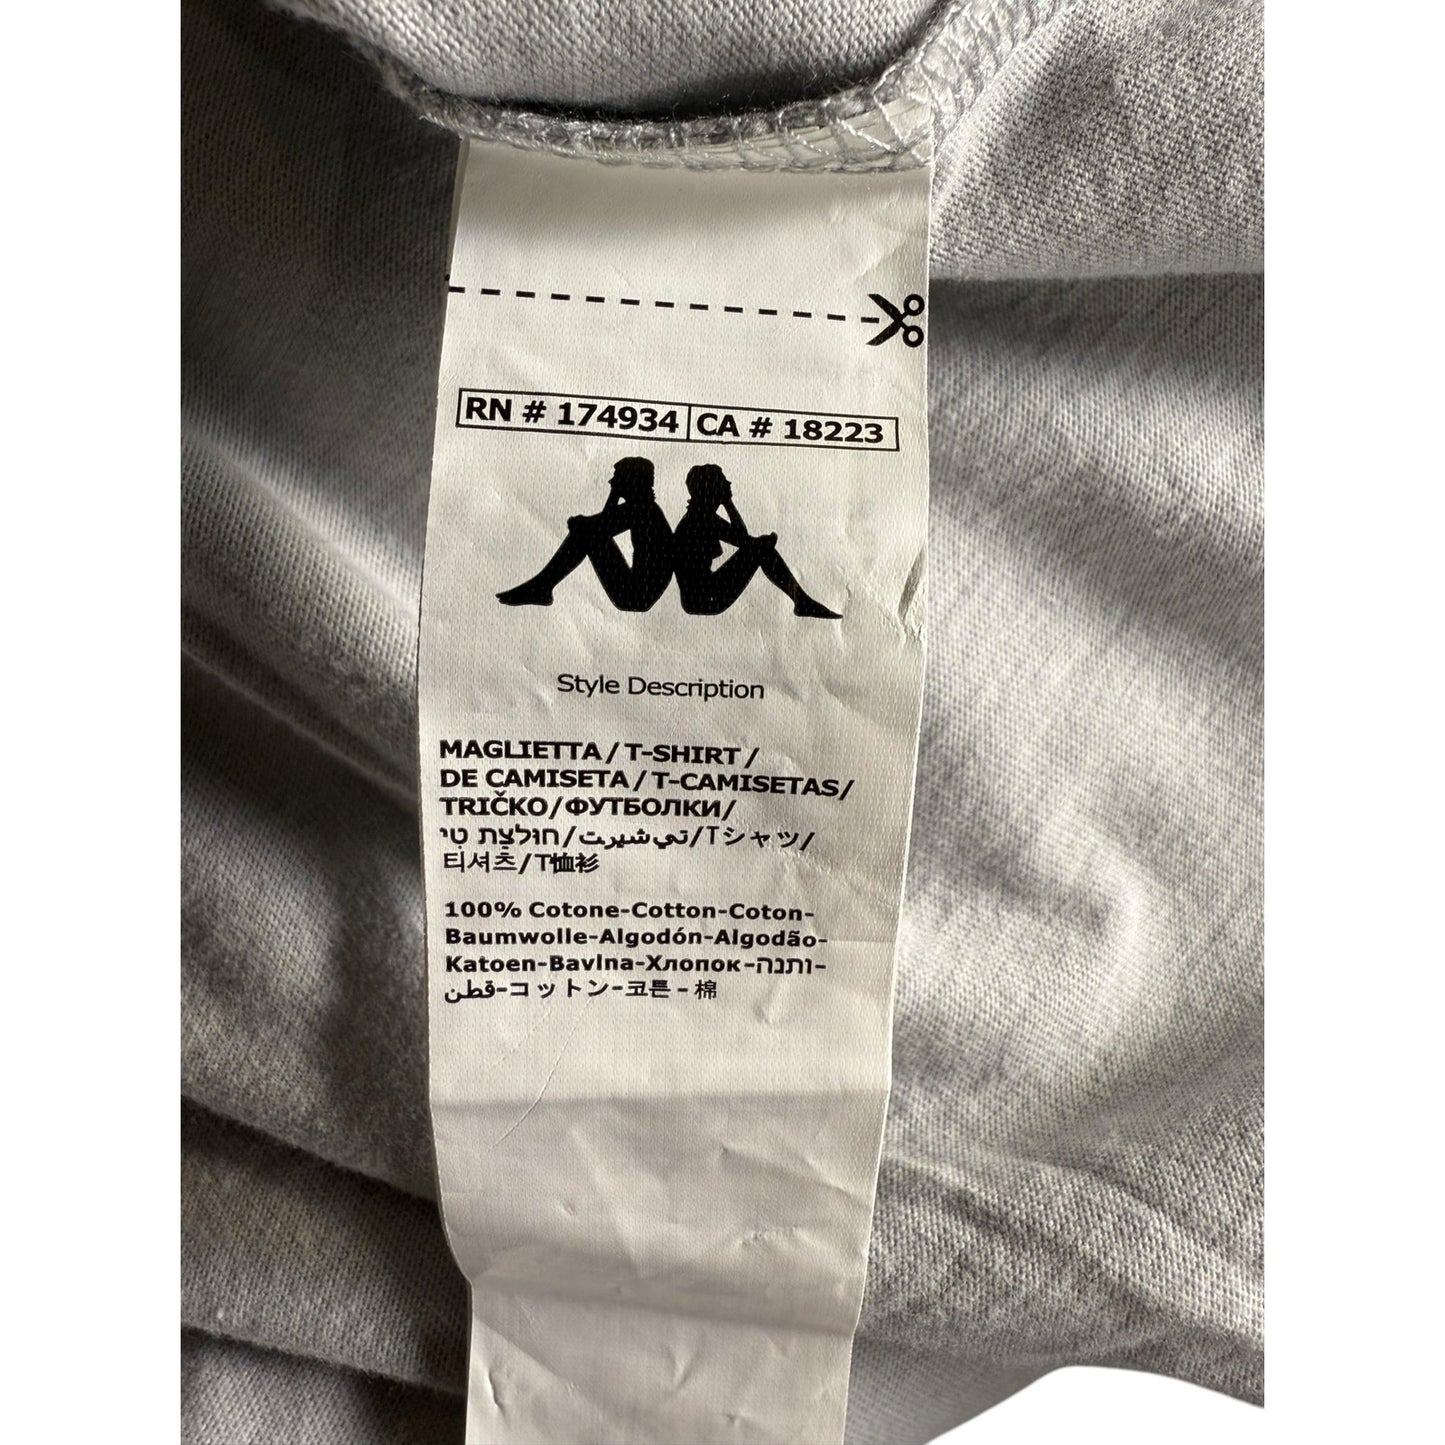 RN # 174934 CA # 18223
Style Description
MAGLIETTA/T-SHIRT/
DE CAMISETA/T-CAMISETAS/
TRIČKO/ФУТБОЛКИ/
חוּלצַת טִי/تي شيرت/Tシャツ/
티셔츠/T恤衫
100% Cotone-Cotton-Coton-
Baumwolle-Algodón-Algodão-
Katoen-Bavlna-Хлопок-ותנה-
قطن-コットン-코튼-棉